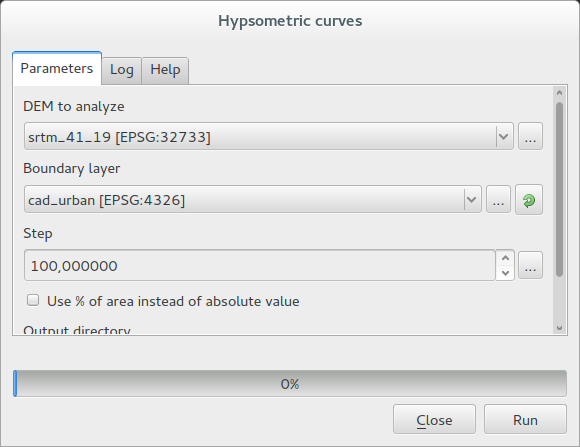 Hypsometric curves
Parameters Log Help
DEM to analyze
srtm_41_19 [EPSG:32733] ...
Boundary layer
cad_urban [EPSG:4326] ...
Step
100,000000 ...
Use % of area instead of absolute value
Output directory
0%
Close Run